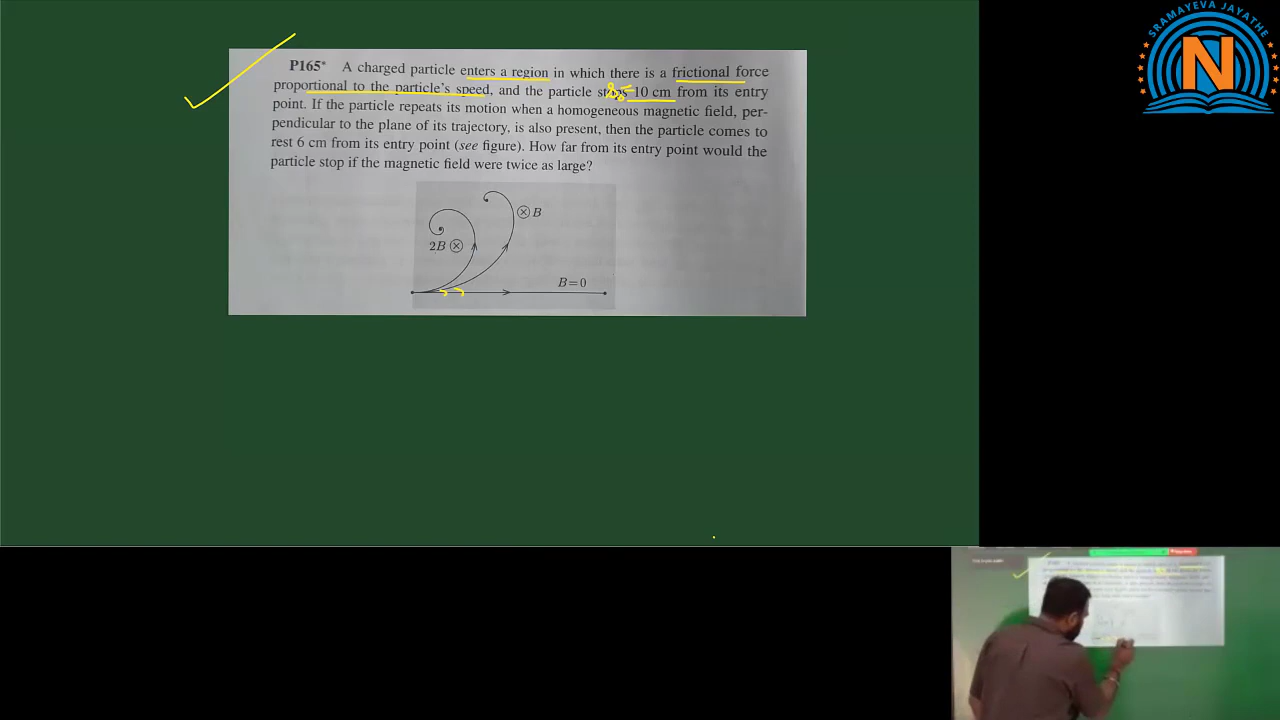 P165* A charged particle enters a region in which there is a frictional force
proportional to the particle's speed, and the particle stops 10 cm from its entry
point. If the particle repeats its motion when a homogeneous magnetic field, per-
pendicular to the plane of its trajectory, is also present, then the particle comes to
rest 6 cm from its entry point (see figure). How far from its entry point would the
particle stop if the magnetic field were twice as large?
B
2B
B=0
SRAMAYEVA JAYATHE
N